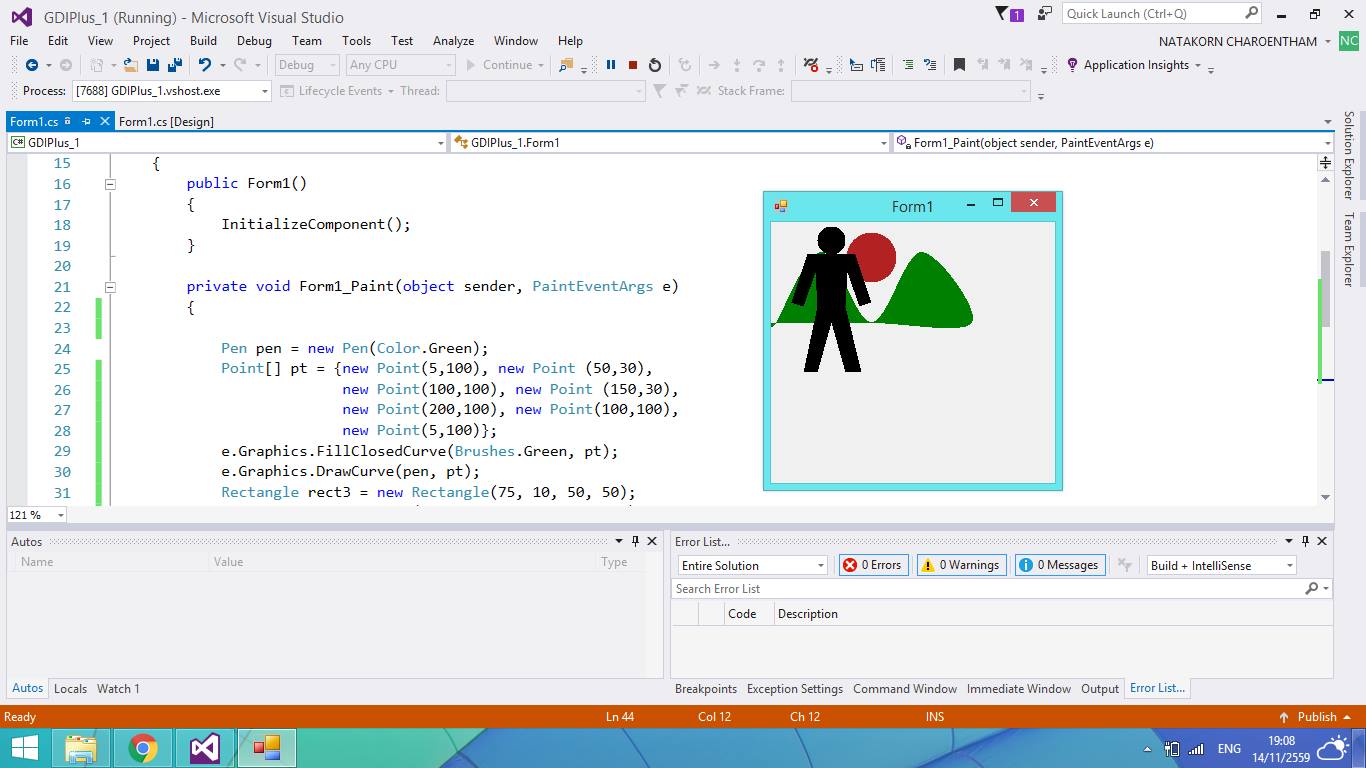 GDIPlus_1 (Running) - Microsoft Visual Studio
1
Quick Launch (Ctrl+Q)
File Edit View Project Build Debug Team Tools Test Analyze Window Help
NATAKORN CHAROENTHAM NC
Debug Any CPU Continue Application Insights
Process: [7688] GDIPlus_1.vshost.exe Lifecycle Events Thread: Stack Frame:
Form1.cs Form1.cs [Design]
C# GDIPlus_1 GDIPlus_1.Form1 Form1_Paint(object sender, PaintEventArgs e)
15 {
16 public Form1()
17 {
18 InitializeComponent();
19 }
20
21 private void Form1_Paint(object sender, PaintEventArgs e)
22 {
23
24 Pen pen = new Pen(Color.Green);
25 Point[] pt = {new Point(5,100), new Point (50,30),
26 new Point(100,100), new Point (150,30),
27 new Point(200,100), new Point(100,100),
28 new Point(5,100)};
29 e.Graphics.FillClosedCurve(Brushes.Green, pt);
30 e.Graphics.DrawCurve(pen, pt);
31 Rectangle rect3 = new Rectangle(75, 10, 50, 50);
Form1
Solution Explorer
Team Explorer
121 %
Autos
Name Value Type
Autos Locals Watch 1
Error List...
Entire Solution 0 Errors 0 Warnings 0 Messages Build + IntelliSense
Search Error List
Code Description
Breakpoints Exception Settings Command Window Immediate Window Output Error List...
Ready Ln 44 Col 12 Ch 12 INS Publish
ENG
19:08
14/11/2559